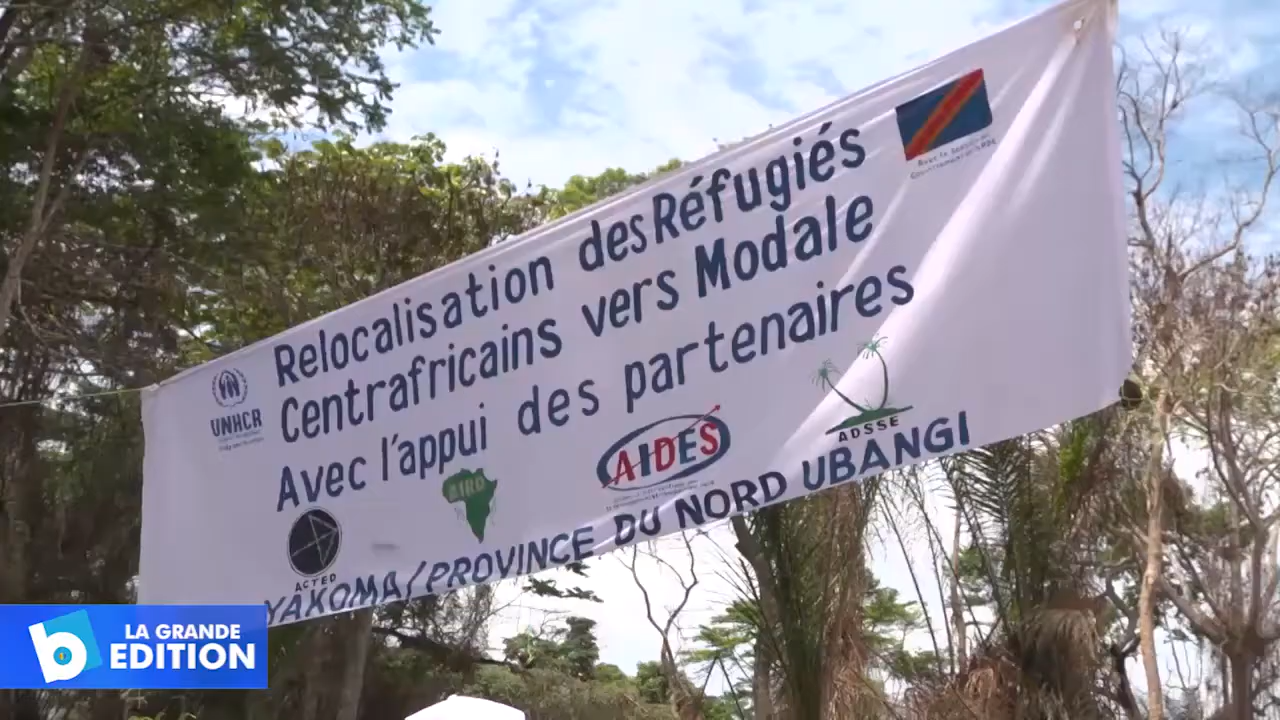 Relocalisation des Réfugiés
Centrafricains vers Modale
Avec l'appui des partenaires
UNHCR
AIRD
AIDES
ADSSE
ACTED
YAKOMA/PROVINCE DU NORD UBANGI
b
LA GRANDE
EDITION